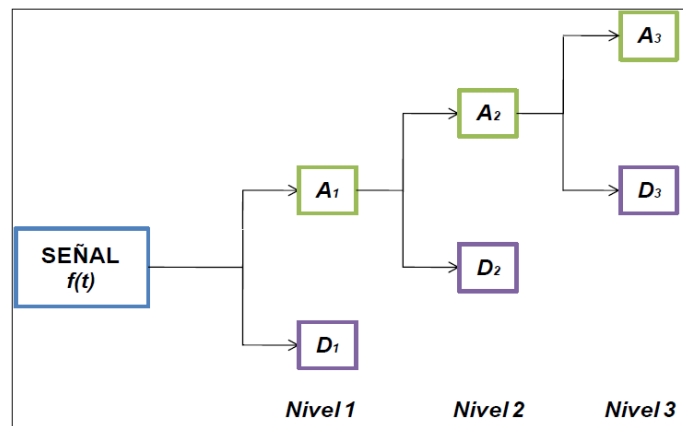 A3
A2
A1
D3
SEÑAL
f(t)
D2
D1
Nivel 1
Nivel 2
Nivel 3